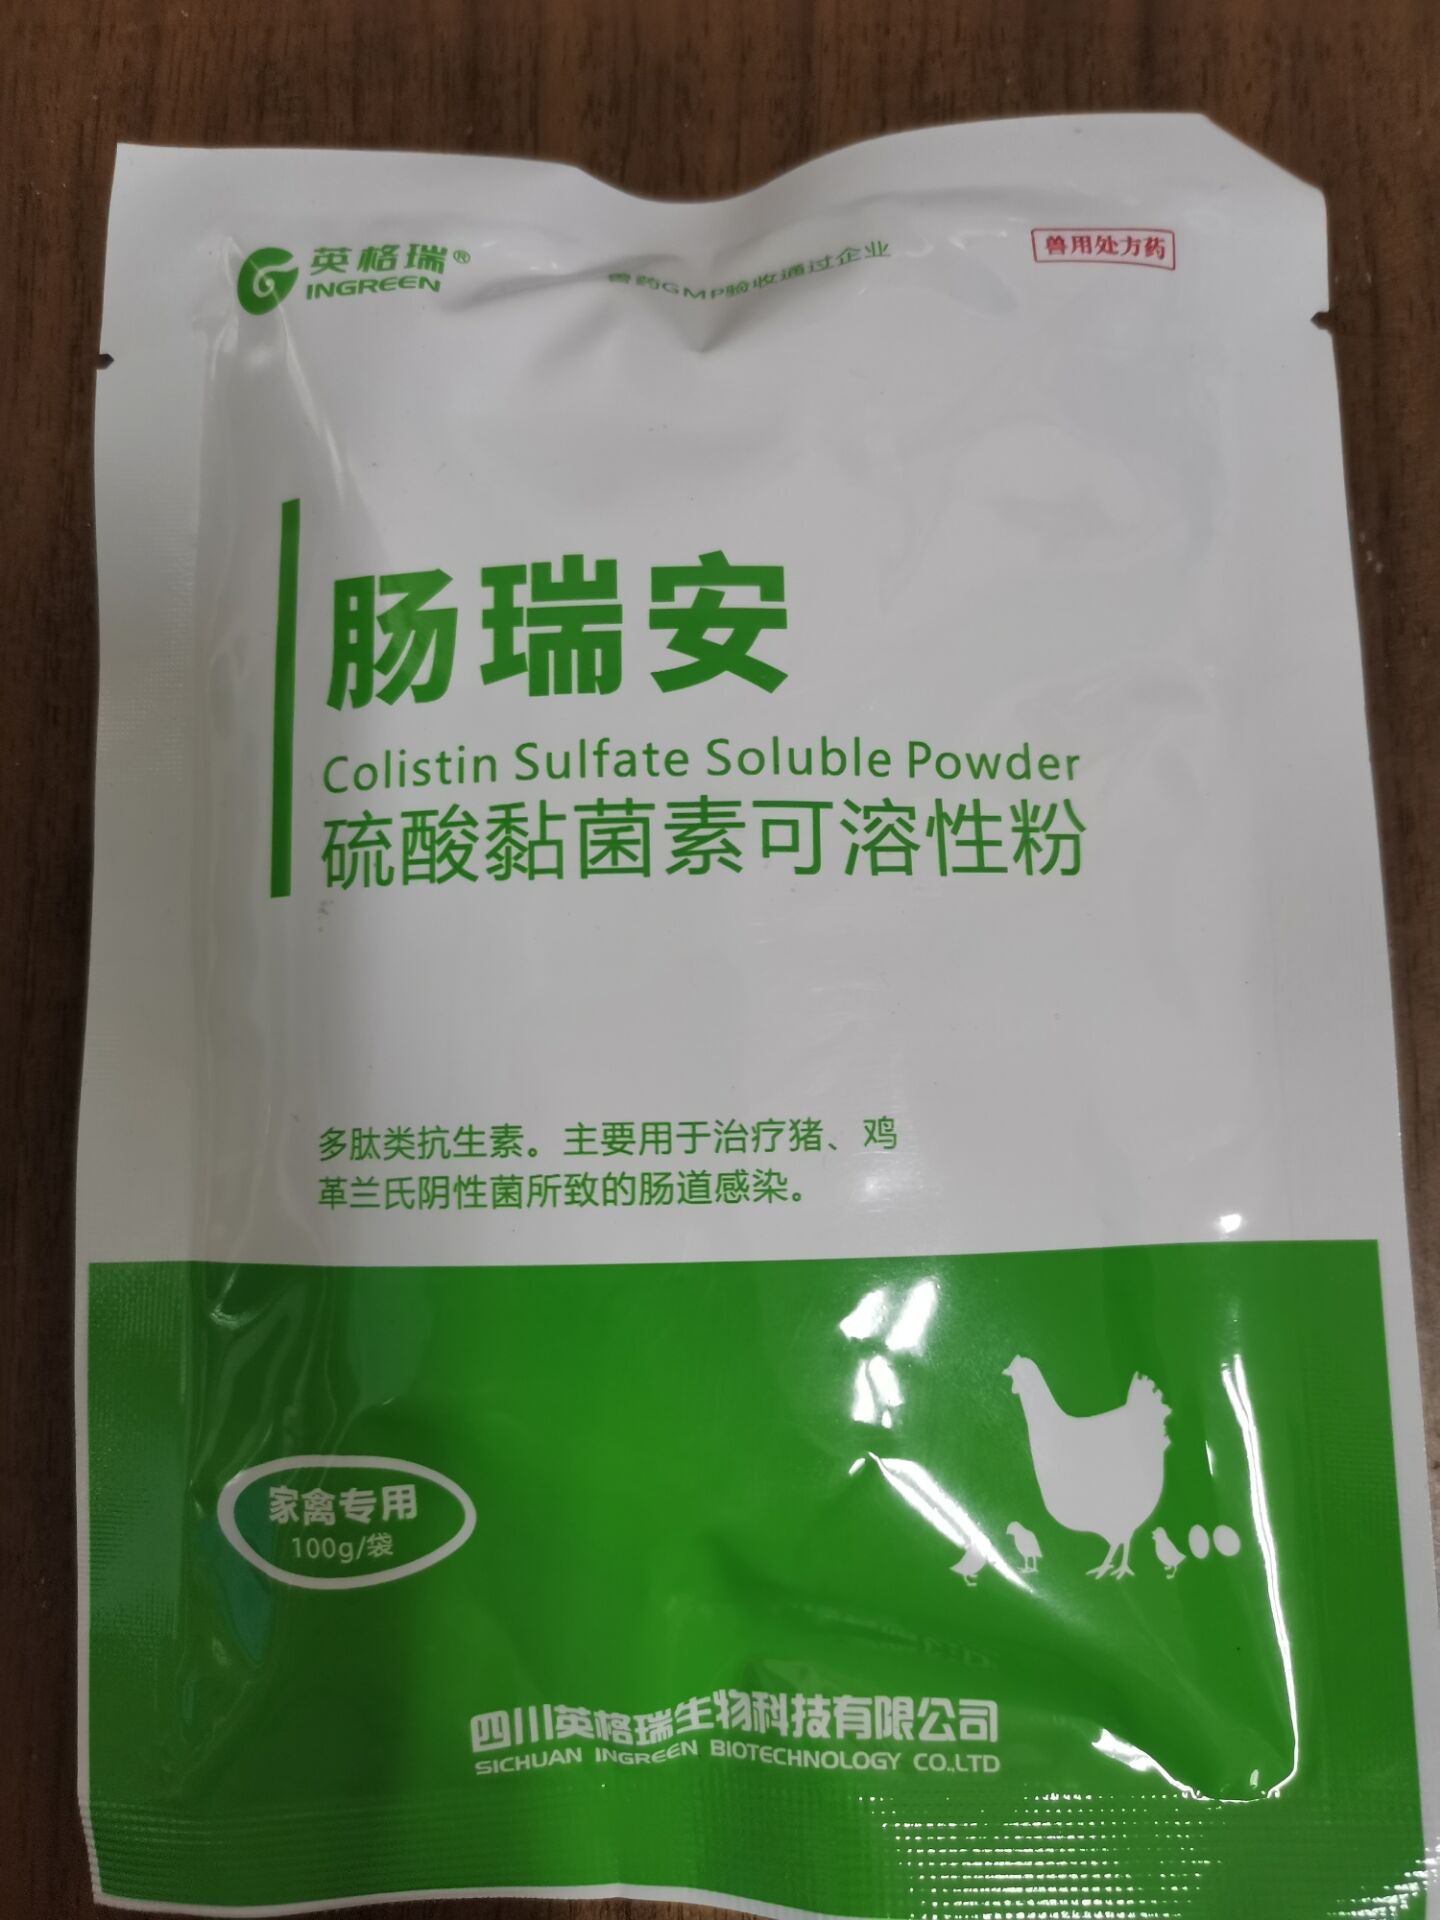 英格瑞®
INGREEN
兽药GMP验收通过企业
兽用处方药
肠瑞安
Colistin Sulfate Soluble Powder
硫酸黏菌素可溶性粉
多肽类抗生素。主要用于治疗猪、鸡
革兰氏阴性菌所致的肠道感染。
家禽专用
100g/袋
四川英格瑞生物科技有限公司
SICHUAN INGREEN BIOTECHNOLOGY CO.,LTD